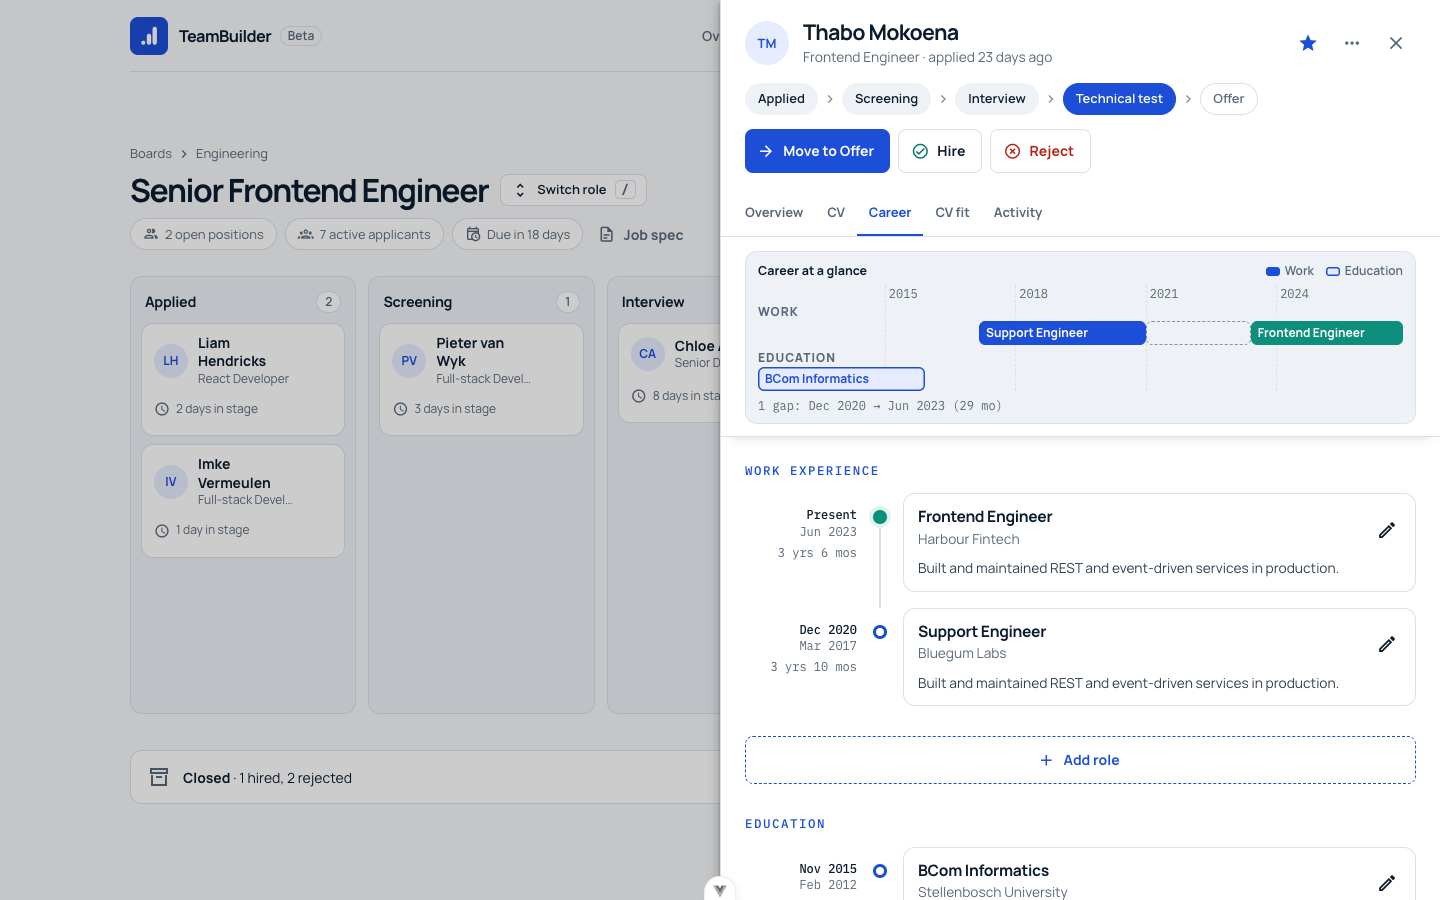 TeamBuilder
Beta
Ov
Boards > Engineering
Senior Frontend Engineer
Switch role /
2 open positions
7 active applicants
Due in 18 days
Job spec
Applied 2
LH
Liam
Hendricks
React Developer
2 days in stage
IV
Imke
Vermeulen
Full-stack Devel...
1 day in stage
Screening 1
PV
Pieter van
Wyk
Full-stack Devel...
3 days in stage
Interview
CA
Chloe
Senior D
8 days in sta
Closed · 1 hired, 2 rejected
TM
Thabo Mokoena
Frontend Engineer · applied 23 days ago
Applied > Screening > Interview > Technical test > Offer
Move to Offer
Hire
Reject
Overview CV Career CV fit Activity
Career at a glance
Work Education
2015 2018 2021 2024
WORK
Support Engineer
Frontend Engineer
EDUCATION
BCom Informatics
1 gap: Dec 2020 → Jun 2023 (29 mo)
WORK EXPERIENCE
Present
Jun 2023
3 yrs 6 mos
Frontend Engineer
Harbour Fintech
Built and maintained REST and event-driven services in production.
Dec 2020
Mar 2017
3 yrs 10 mos
Support Engineer
Bluegum Labs
Built and maintained REST and event-driven services in production.
+ Add role
EDUCATION
Nov 2015
Feb 2012
BCom Informatics
Stellenbosch University